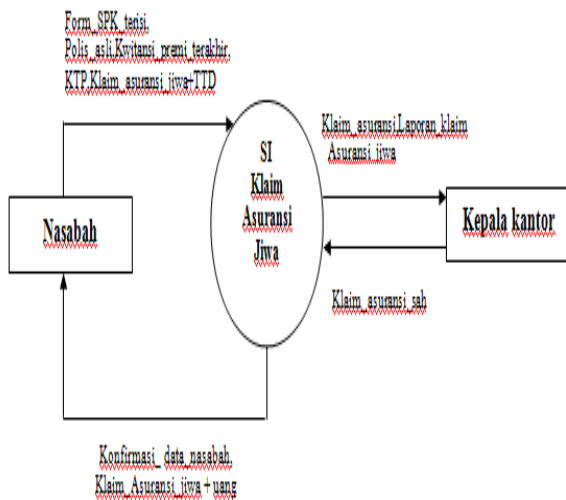 Form_SPK_terisi,
Polis_asli,Kwitansi_premi_terakhir,
KTP,Klaim_asuransi_jiwa+TTD
SI
Klaim
Asuransi
Jiwa
Klaim_asuransi,Laporan_klaim
Asuransi_jiwa
Nasabah
Kepala kantor
Klaim_asuransi_sah
Konfirmasi_ data_nasabah,
Klaim_Asuransi_jiwa + uang